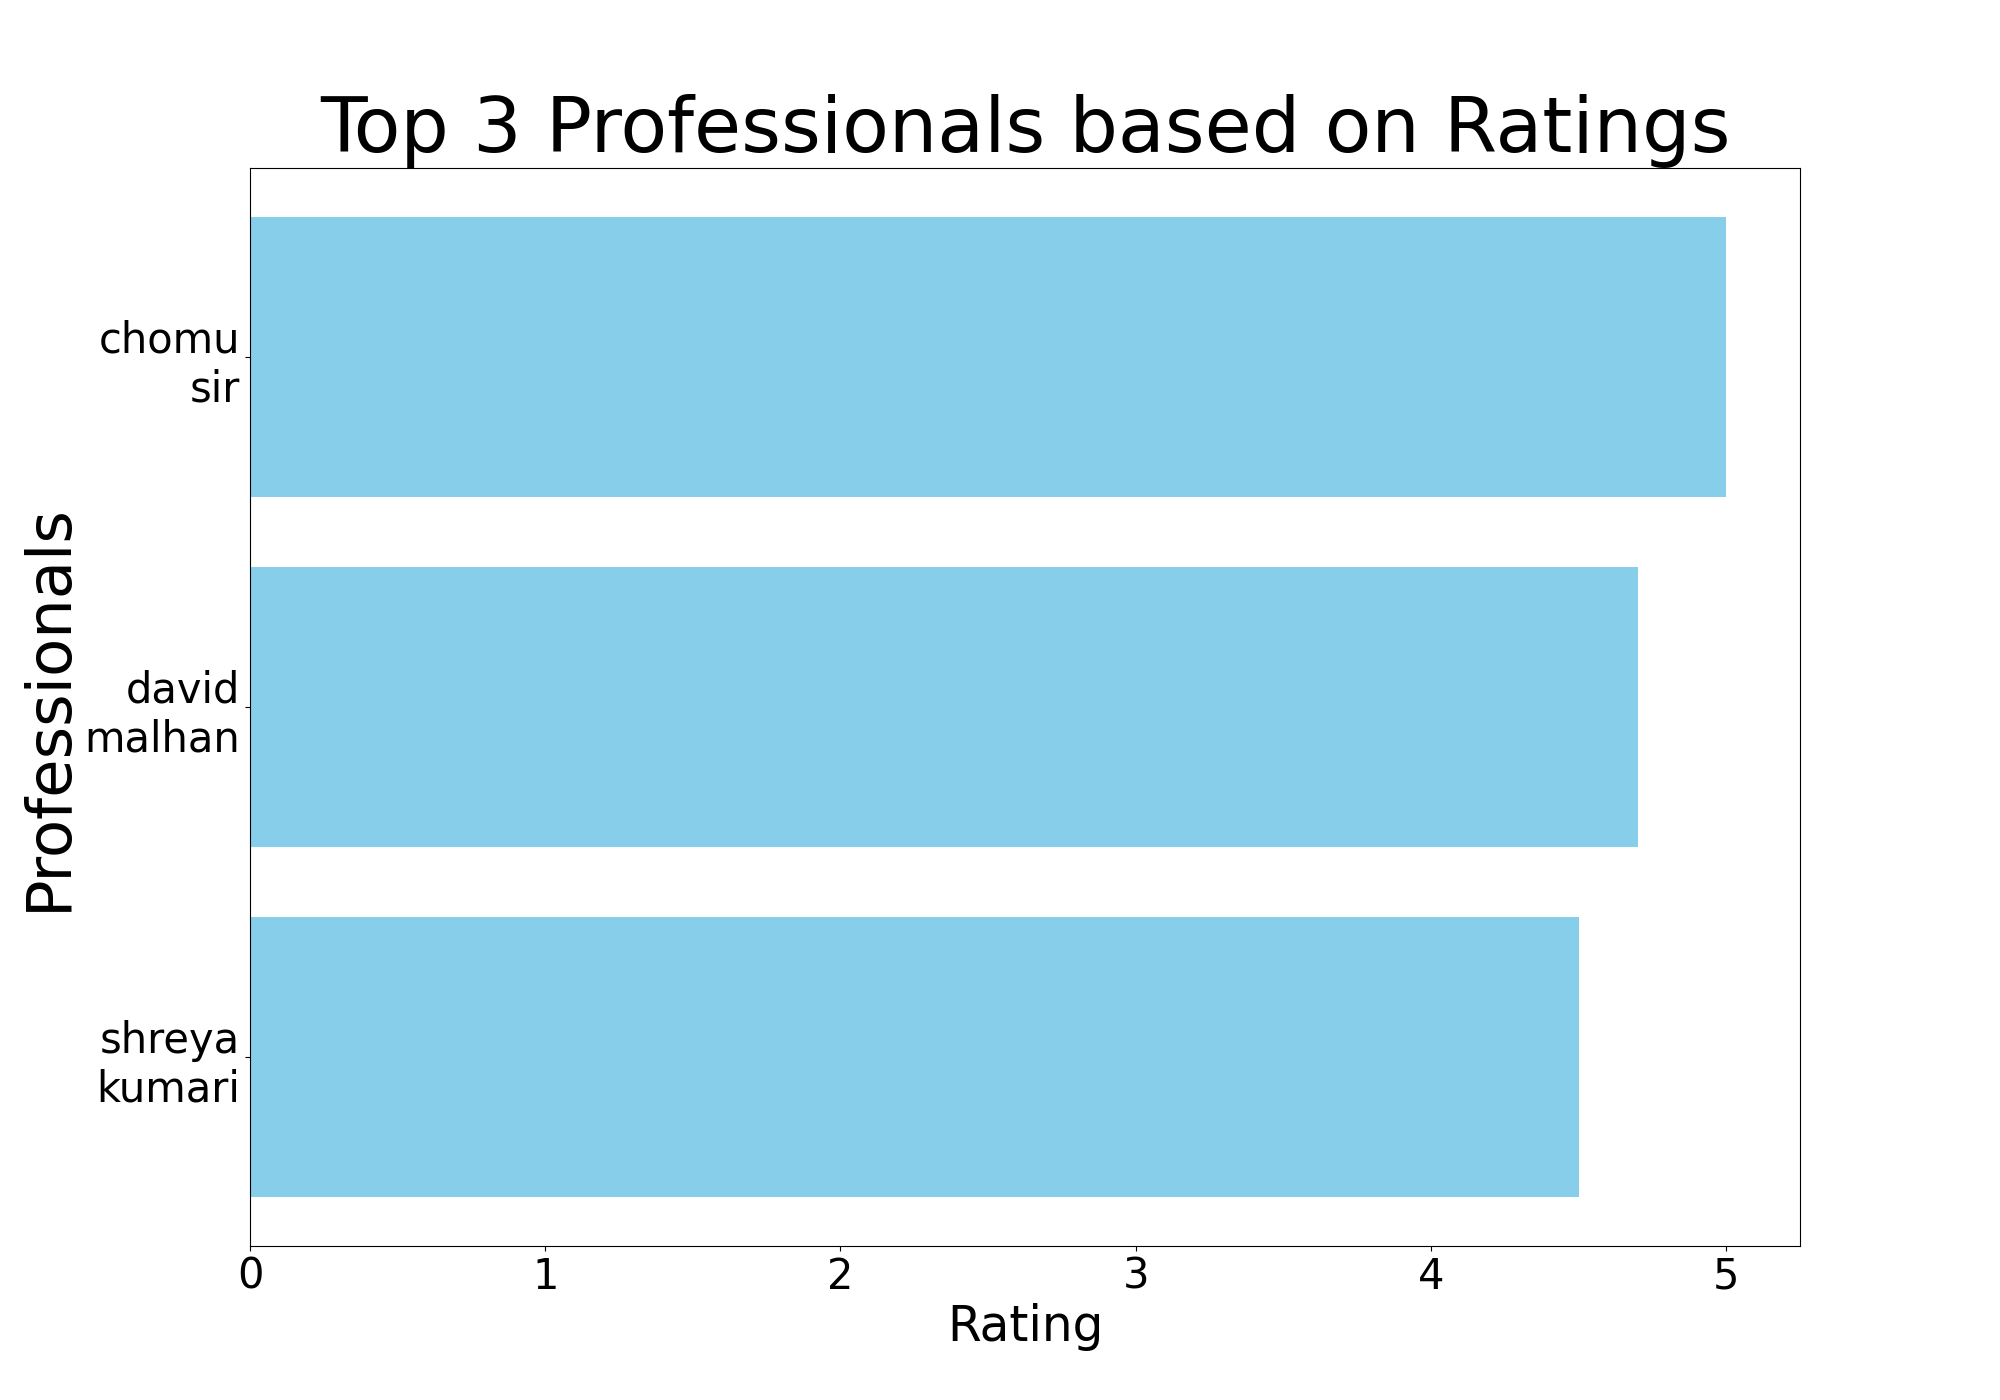 Top 3 Professionals based on Ratings
Professionals
chomu
sir
david
malhan
shreya
kumari
0 1 2 3 4 5
Rating